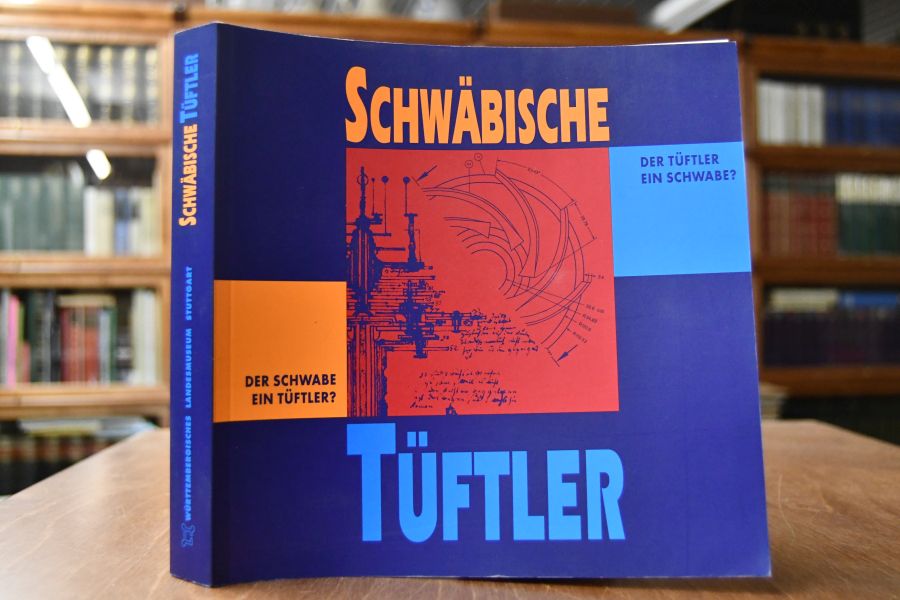 SCHWÄBISCHE TÜFTLER
WÜRTTEMBERGISCHES LANDESMUSEUM STUTTGART
SCHWÄBISCHE
DER TÜFTLER
EIN SCHWABE?
DER SCHWABE
EIN TÜFTLER?
TÜFTLER